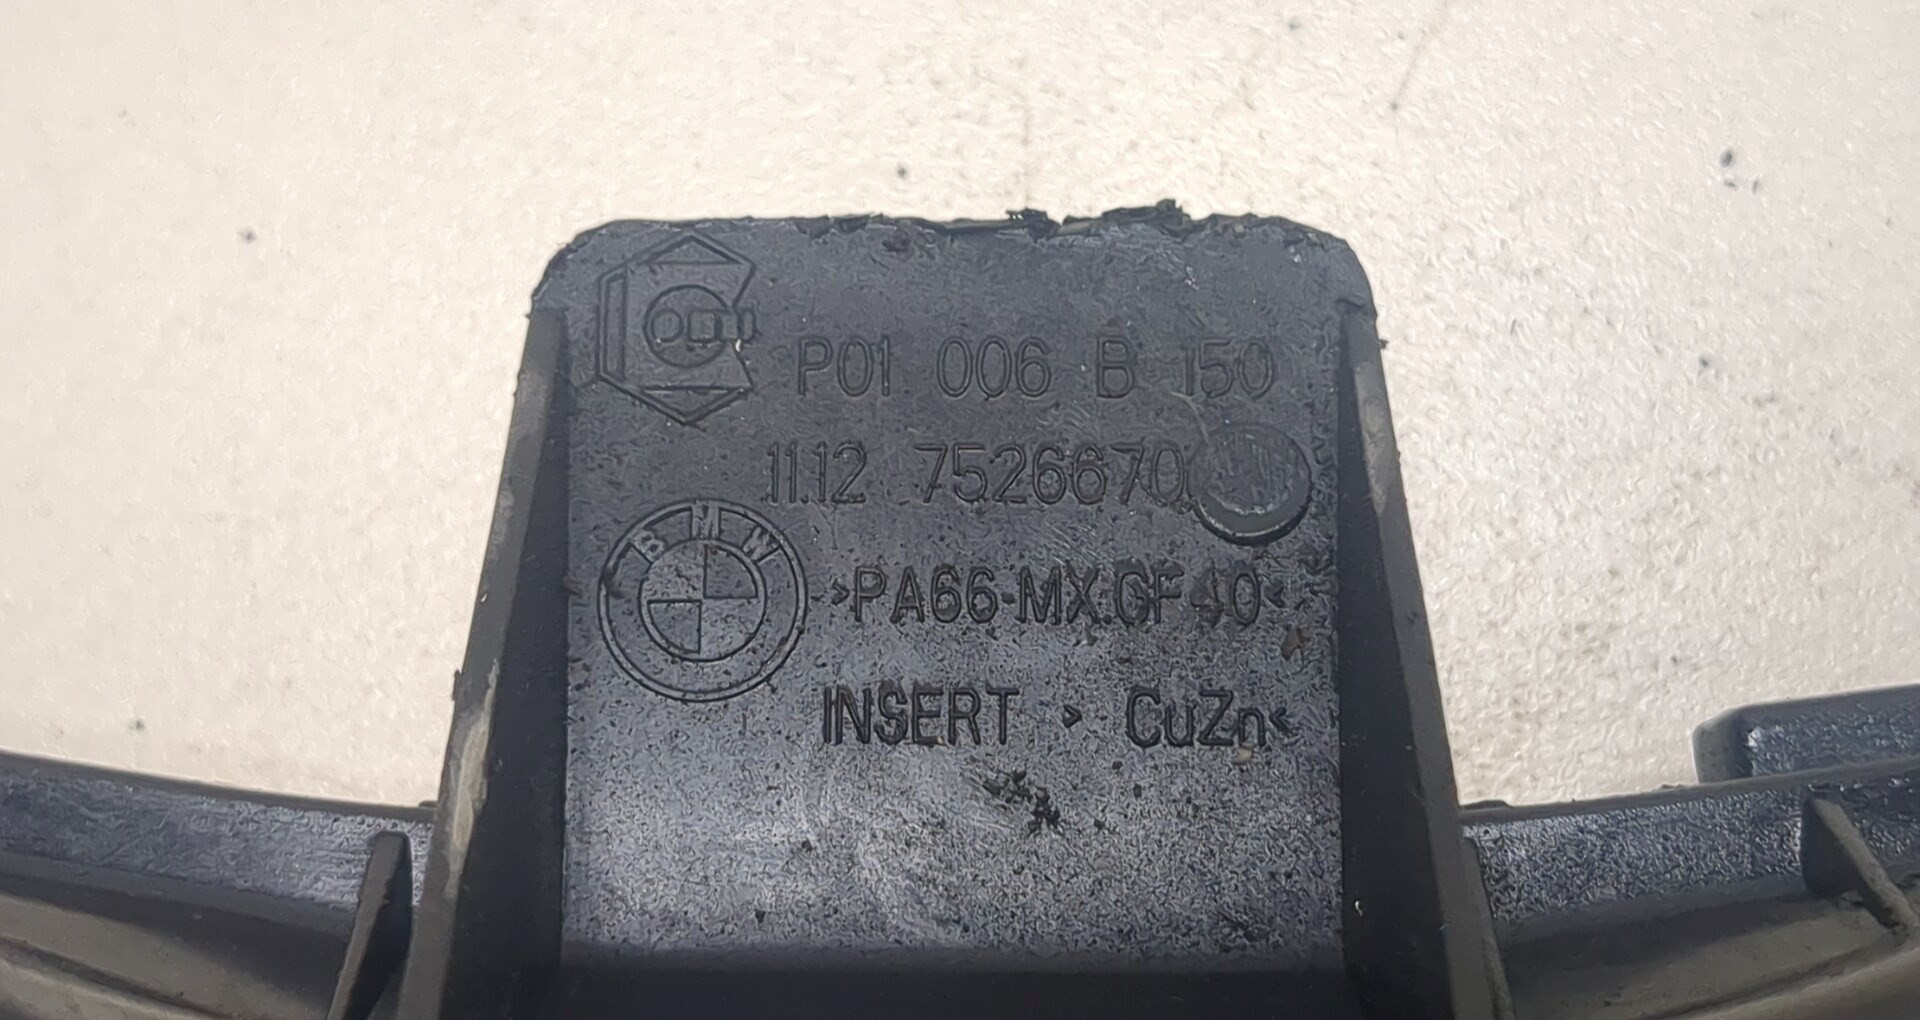 P01 006 B 150
11.12 7526670
BMW
>PA66-MX.GF 40<
INSERT > CuZn<